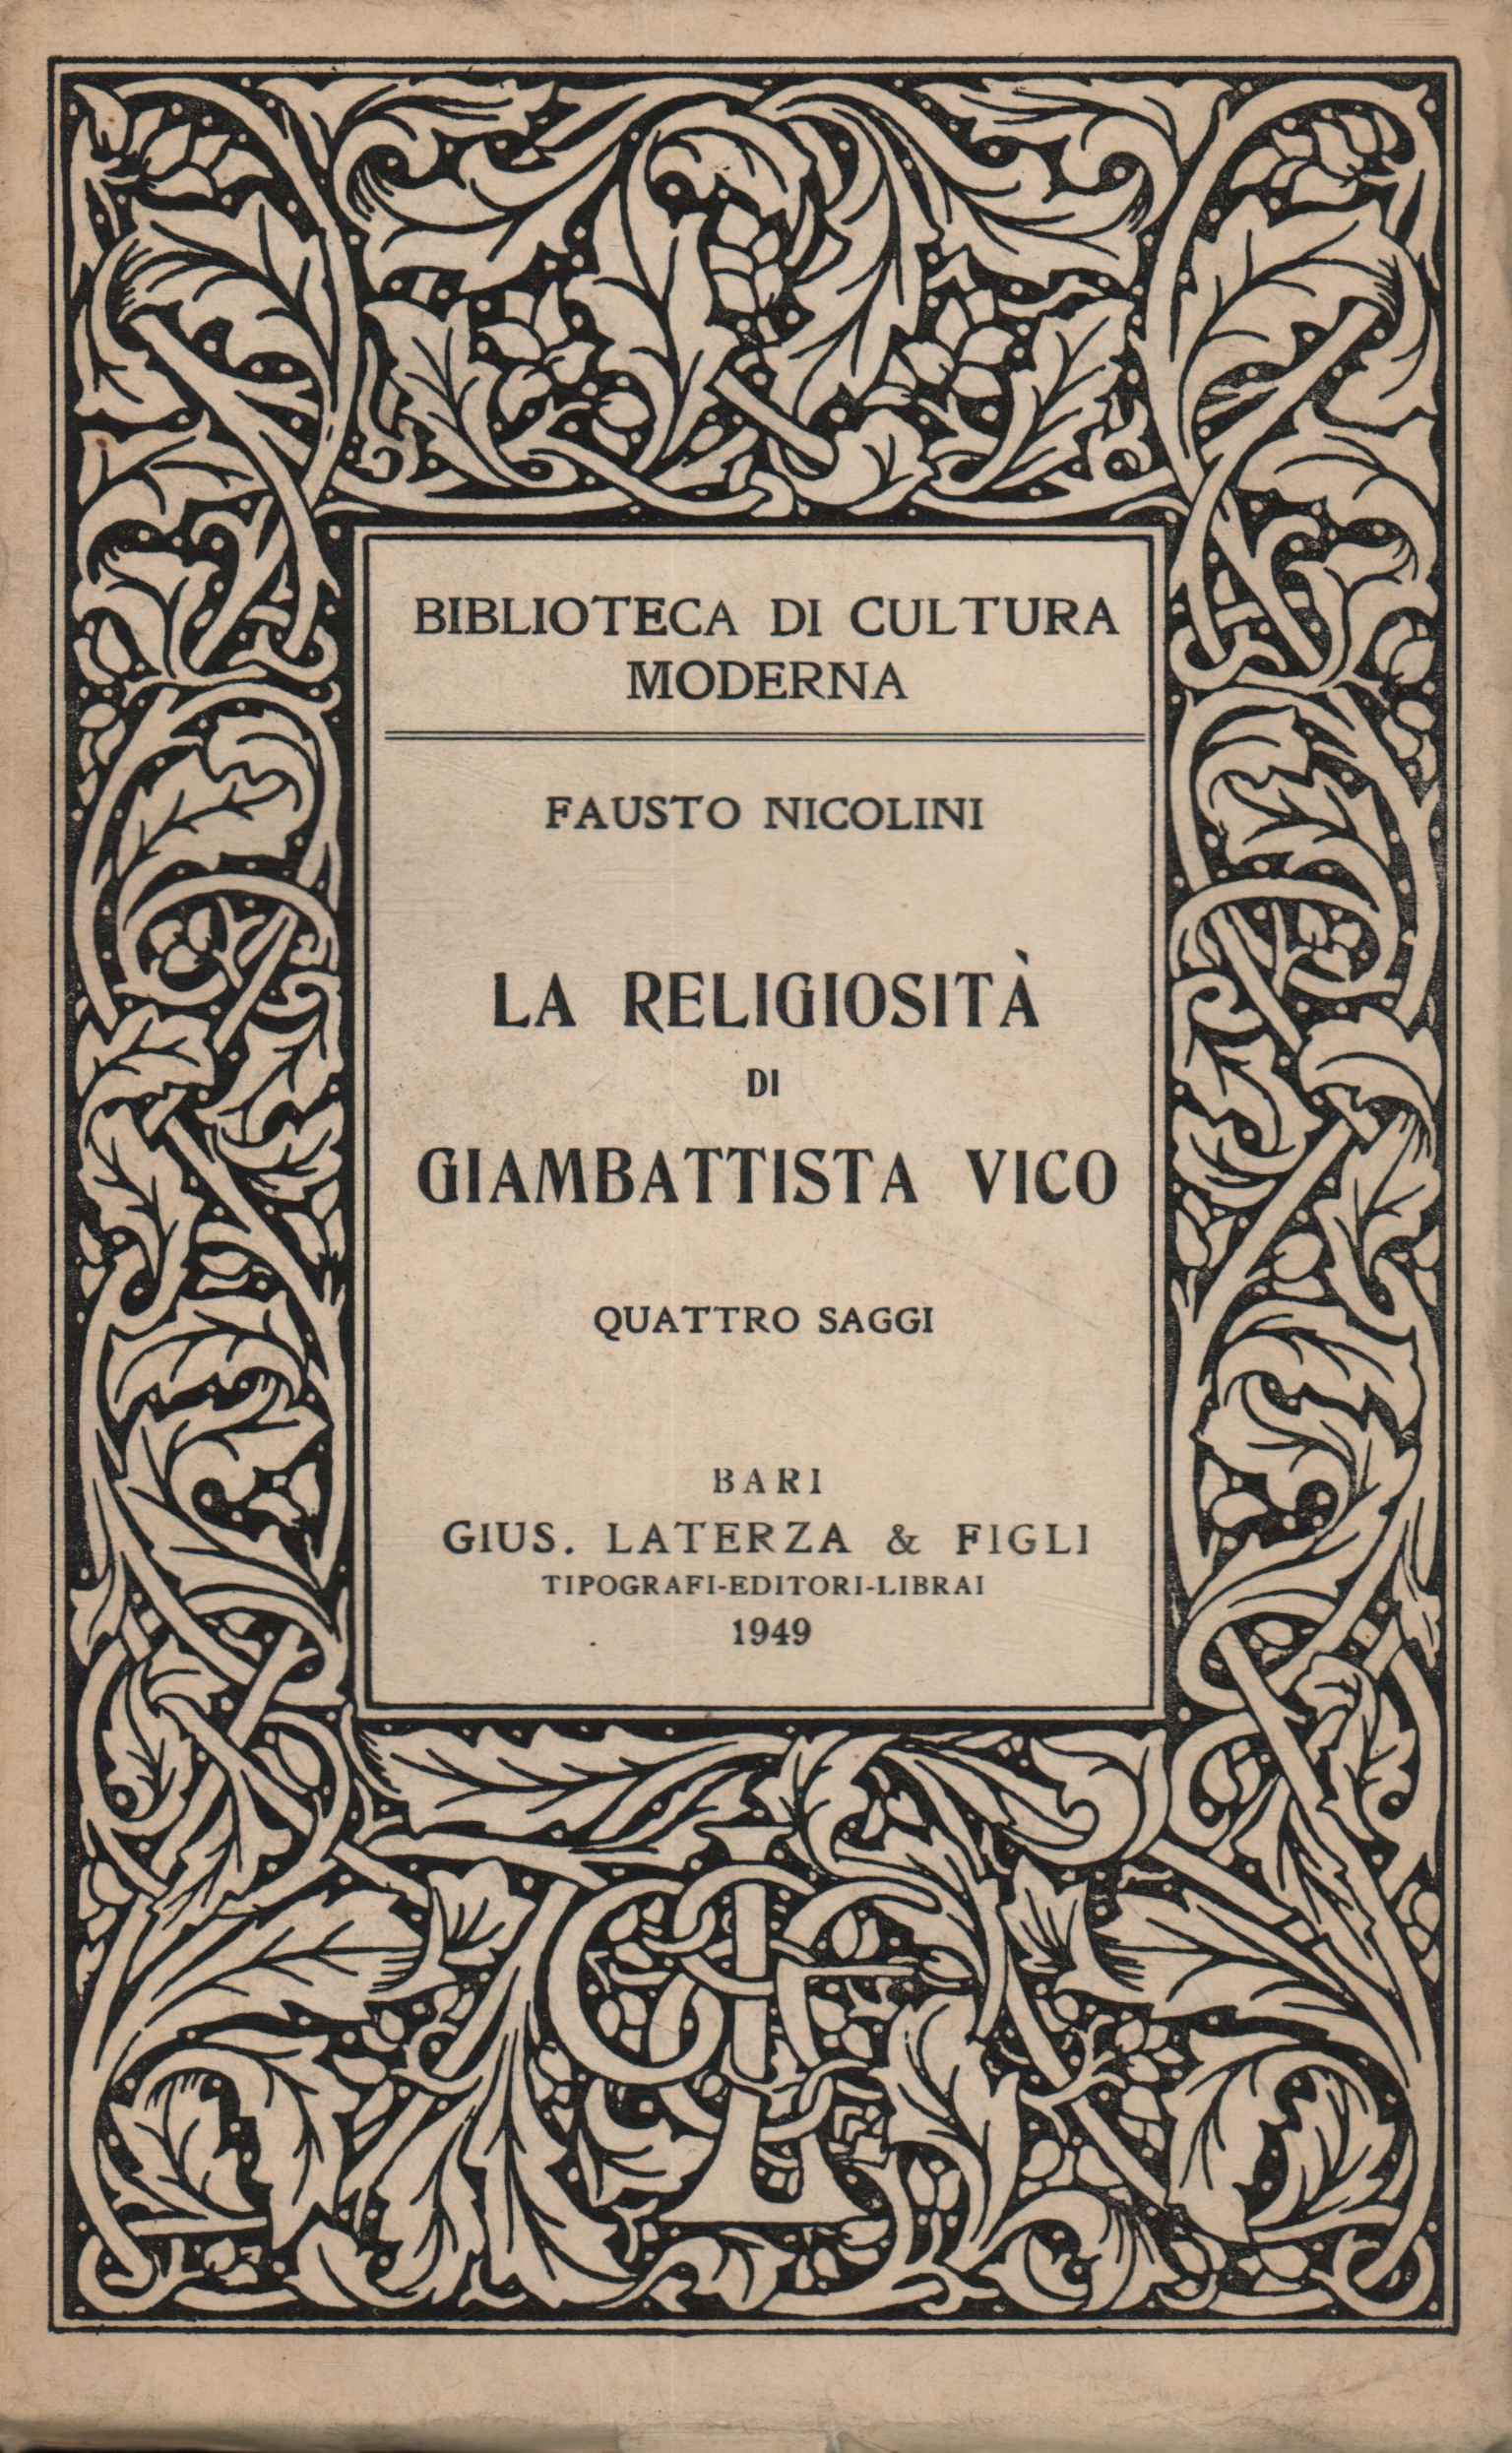 BIBLIOTECA DI CULTURA
MODERNA
FAUSTO NICOLINI
LA RELIGIOSITÀ
DI
GIAMBATTISTA VICO
QUATTRO SAGGI
BARI
GIUS. LATERZA & FIGLI
TIPOGRAFI-EDITORI-LIBRAI
1949